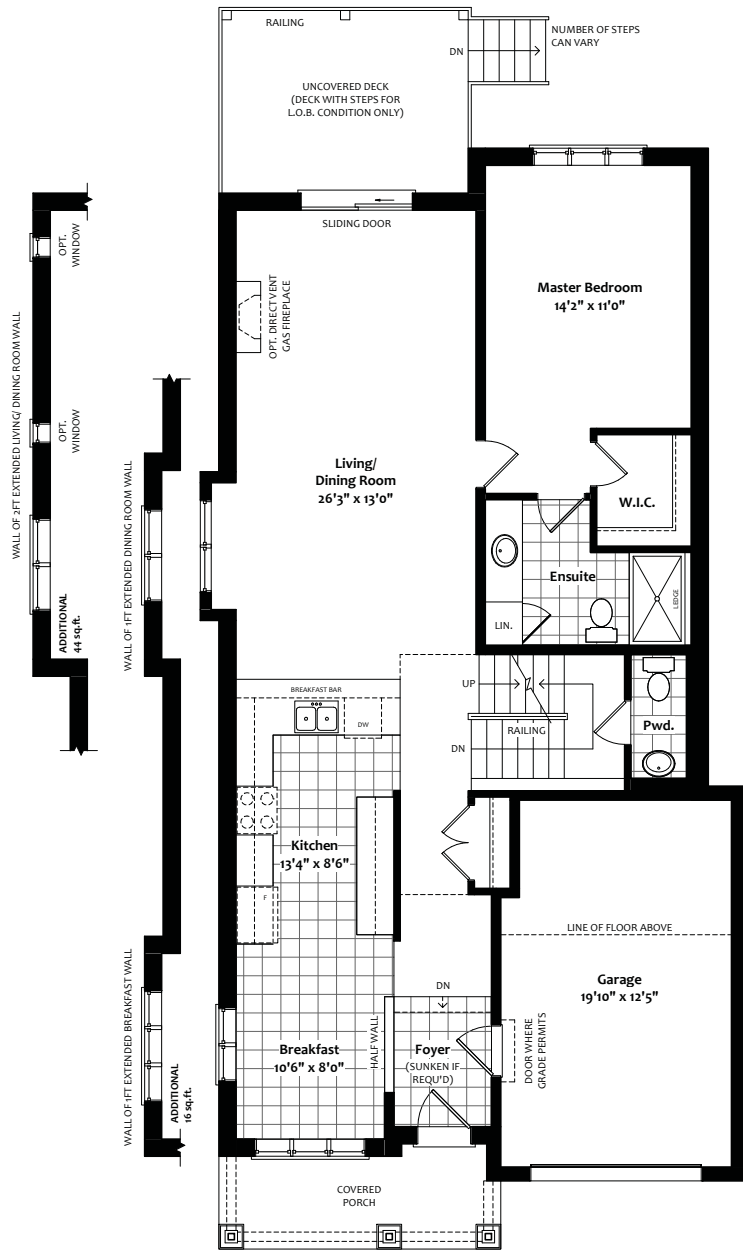 RAILING
NUMBER OF STEPS
CAN VARY
DN
UNCOVERED DECK
(DECK WITH STEPS FOR
L.O.B. CONDITION ONLY)
SLIDING DOOR
OPT.
WINDOW
OPT. DIRECT VENT
GAS FIREPLACE
Master Bedroom
14'2" x 11'0"
WALL OF 2FT EXTENDED LIVING/ DINING ROOM WALL
OPT.
WINDOW
Living/
Dining Room
26'3" x 13'0"
W.I.C.
WALL OF 1FT EXTENDED DINING ROOM WALL
Ensuite
LEDGE
LIN.
ADDITIONAL
44 sq.ft.
BREAKFAST BAR
DW
UP
RAILING
DN
Pwd.
Kitchen
13'4" x 8'6"
F
LINE OF FLOOR ABOVE
Garage
19'10" x 12'5"
DN
WALL OF 1FT EXTENDED BREAKFAST WALL
ADDITIONAL
16 sq.ft.
Breakfast
10'6" x 8'0"
HALF WALL
Foyer
(SUNKEN IF
REQU'D)
DOOR WHERE
GRADE PERMITS
COVERED
PORCH